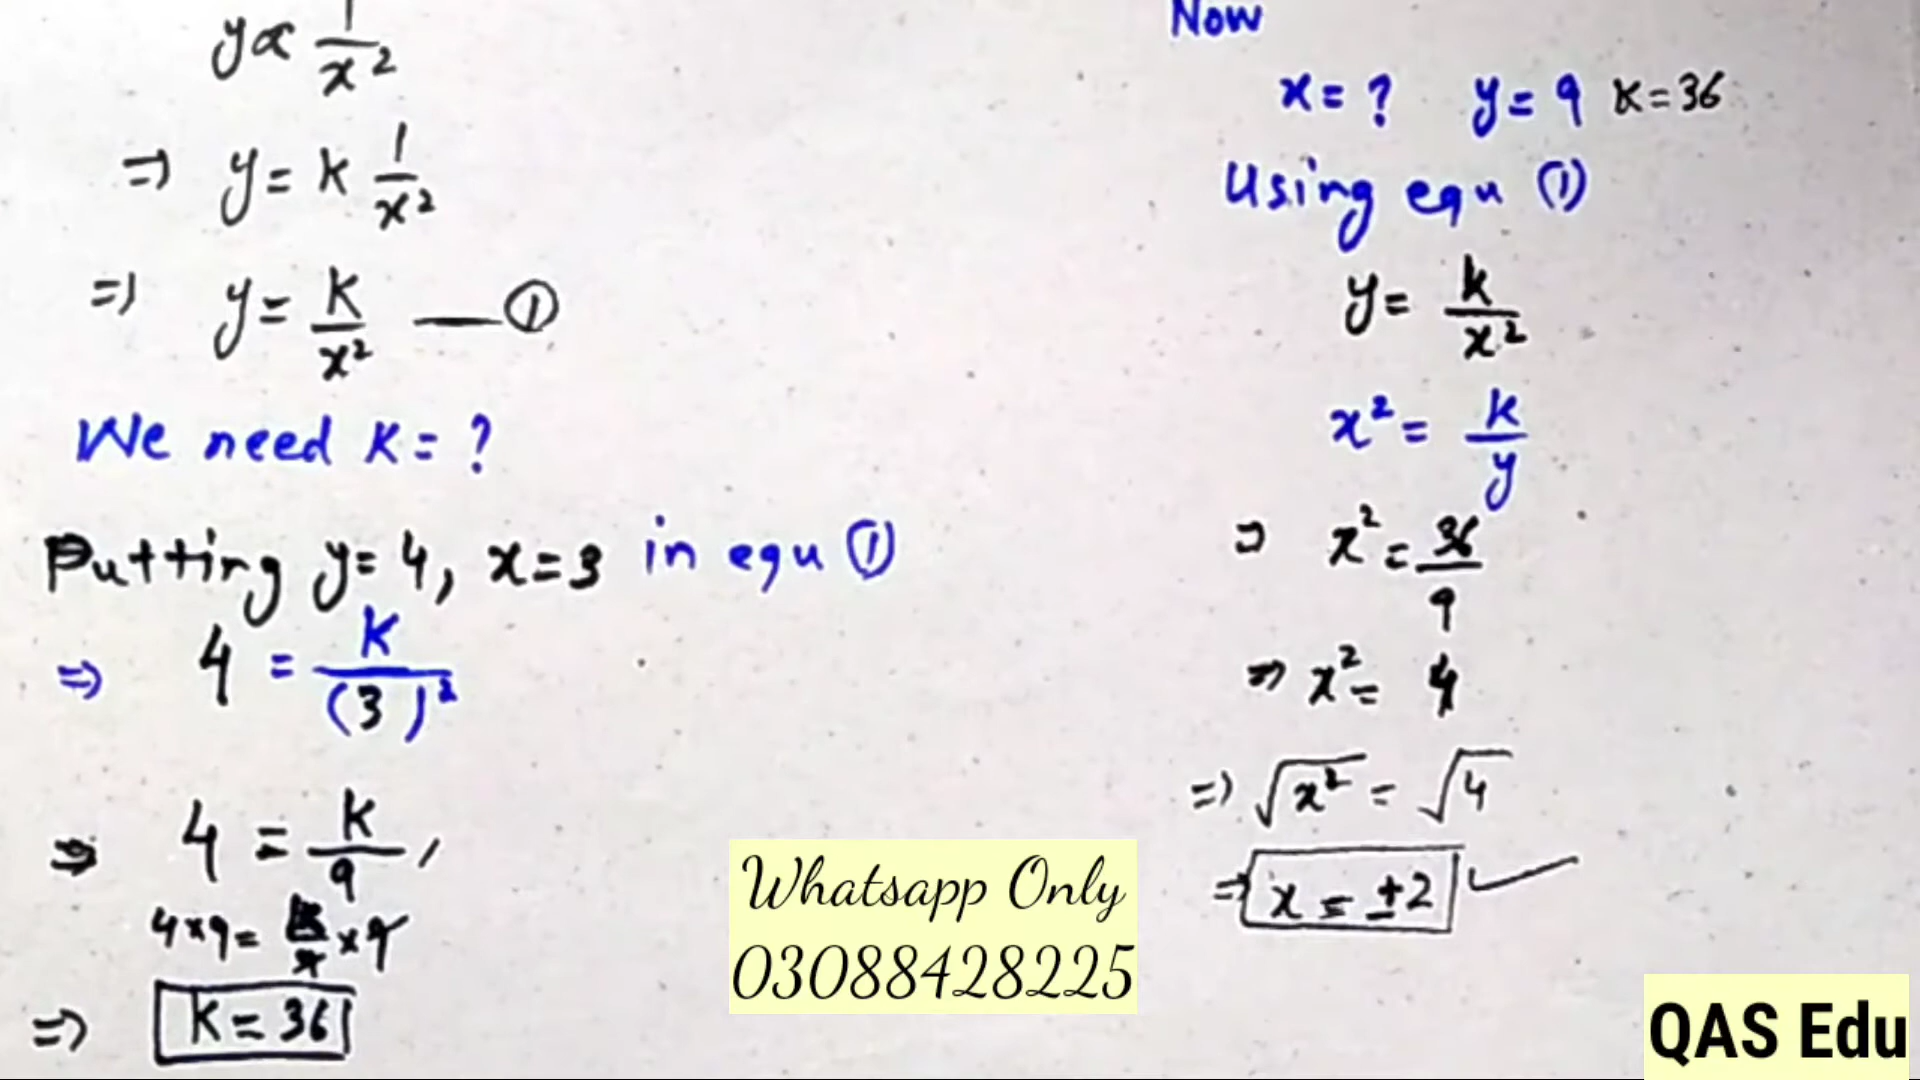 y∝ 1/x²
⇒ y = k 1/x²
⇒ y = k/x² —— ①
We need k = ?
Putting y = 4, x = 3 in equ ①
⇒ 4 = k/(3)²
⇒ 4 = k/9 ,
4×9 = k/9 × 9
⇒ k = 36
Now
x = ? y = 9 k = 36
Using equ ①
y = k/x²
x² = k/y
⇒ x² = 36/9
⇒ x² = 4
⇒ √x² = √4
⇒ x = ±2 ✓
Whatsapp Only
03088428225
QAS Edu